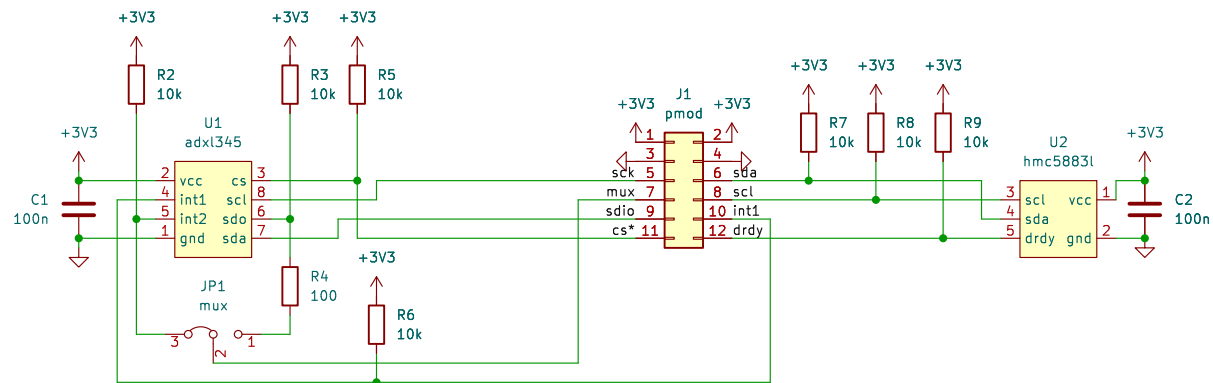 +3V3 +3V3 +3V3
R2 10k
R3 10k
R5 10k
U1
adxl345
+3V3
C1
100n
2 vcc cs 3
4 int1 scl 8
5 int2 sdo 6
1 gnd sda 7
R4
100
JP1
mux
3 2 1
+3V3
R6
10k
J1
pmod
+3V3 +3V3
1 2
3 4
sck 5 6 sda
mux 7 8 scl
sdio 9 10 int1
cs* 11 12 drdy
+3V3 +3V3 +3V3
R7 10k
R8 10k
R9 10k
U2
hmc5883l
+3V3
3 scl vcc 1
4 sda
5 drdy gnd 2
C2
100n